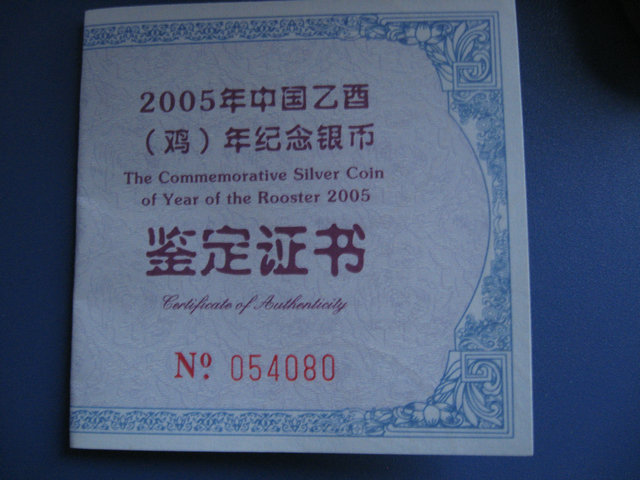 2005年中国乙酉
（鸡）年纪念银币
The Commemorative Silver Coin
of Year of the Rooster 2005
鉴定证书
Certificate of Authenticity
Nº 054080